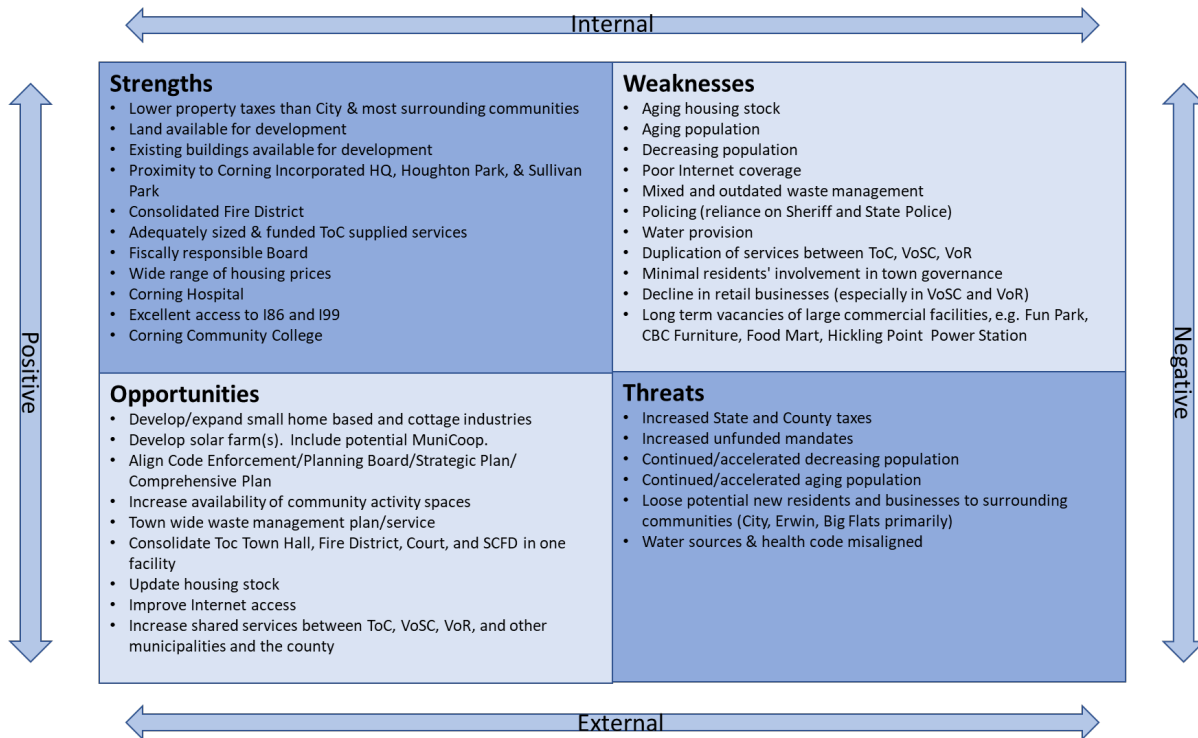 Internal
Strengths
• Lower property taxes than City & most surrounding communities
• Land available for development
• Existing buildings available for development
• Proximity to Corning Incorporated HQ, Houghton Park, & Sullivan
Park
• Consolidated Fire District
• Adequately sized & funded ToC supplied services
• Fiscally responsible Board
• Wide range of housing prices
• Corning Hospital
• Excellent access to I86 and I99
• Corning Community College
Weaknesses
• Aging housing stock
• Aging population
• Decreasing population
• Poor Internet coverage
• Mixed and outdated waste management
• Policing (reliance on Sheriff and State Police)
• Water provision
• Duplication of services between ToC, VoSC, VoR
• Minimal residents' involvement in town governance
• Decline in retail businesses (especially in VoSC and VoR)
• Long term vacancies of large commercial facilities, e.g. Fun Park,
CBC Furniture, Food Mart, Hickling Point Power Station
Positive
Negative
Opportunities
• Develop/expand small home based and cottage industries
• Develop solar farm(s). Include potential MuniCoop.
• Align Code Enforcement/Planning Board/Strategic Plan/
Comprehensive Plan
• Increase availability of community activity spaces
• Town wide waste management plan/service
• Consolidate Toc Town Hall, Fire District, Court, and SCFD in one
facility
• Update housing stock
• Improve Internet access
• Increase shared services between ToC, VoSC, VoR, and other
municipalities and the county
Threats
• Increased State and County taxes
• Increased unfunded mandates
• Continued/accelerated decreasing population
• Continued/accelerated aging population
• Loose potential new residents and businesses to surrounding
communities (City, Erwin, Big Flats primarily)
• Water sources & health code misaligned
External